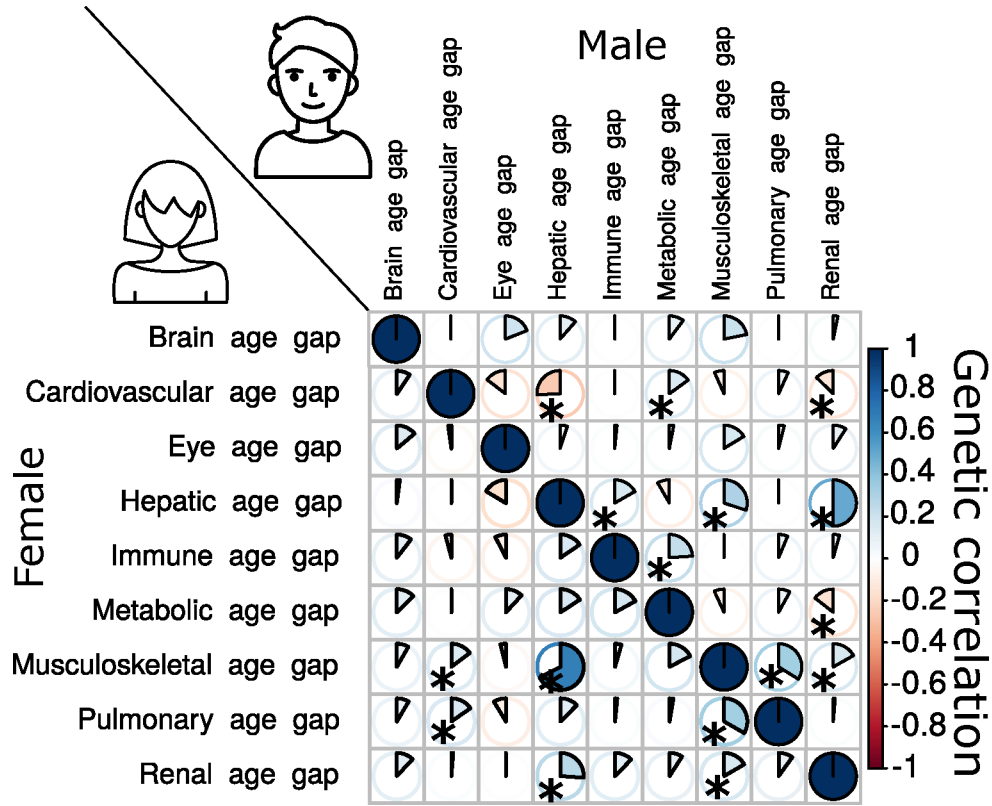 Male
Brain age gap
Cardiovascular age gap
Eye age gap
Hepatic age gap
Immune age gap
Metabolic age gap
Musculoskeletal age gap
Pulmonary age gap
Renal age gap
Female
Brain age gap
Cardiovascular age gap
Eye age gap
Hepatic age gap
Immune age gap
Metabolic age gap
Musculoskeletal age gap
Pulmonary age gap
Renal age gap
1
0.8
0.6
0.4
0.2
0
-0.2
-0.4
-0.6
-0.8
-1
Genetic correlation